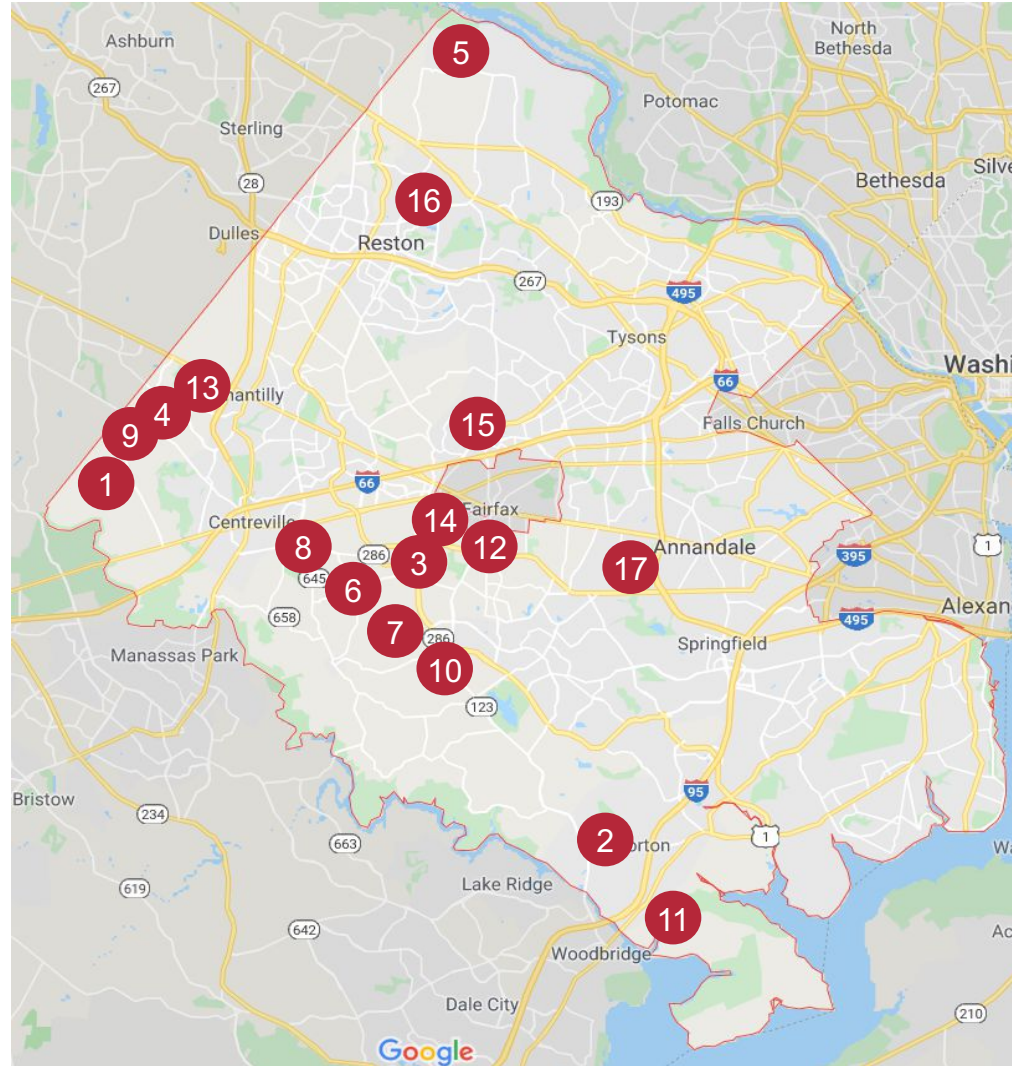 Ashburn
North
Bethesda
5
267
Potomac
Sterling
28
Bethesda
Silve
16
193
Dulles
Reston
267
495
Tysons
Washi
13
antilly
66
4
9
15
Falls Church
1
66
Centreville
14
Fairfax
8
286
3
12
Annandale
395
1
645
6
17
Alexan
658
7
286
495
Manassas Park
Springfield
10
123
Bristow
95
234
2
orton
1
663
Wa
619
Lake Ridge
11
642
Woodbridge
Ac
Dale City
210
Google